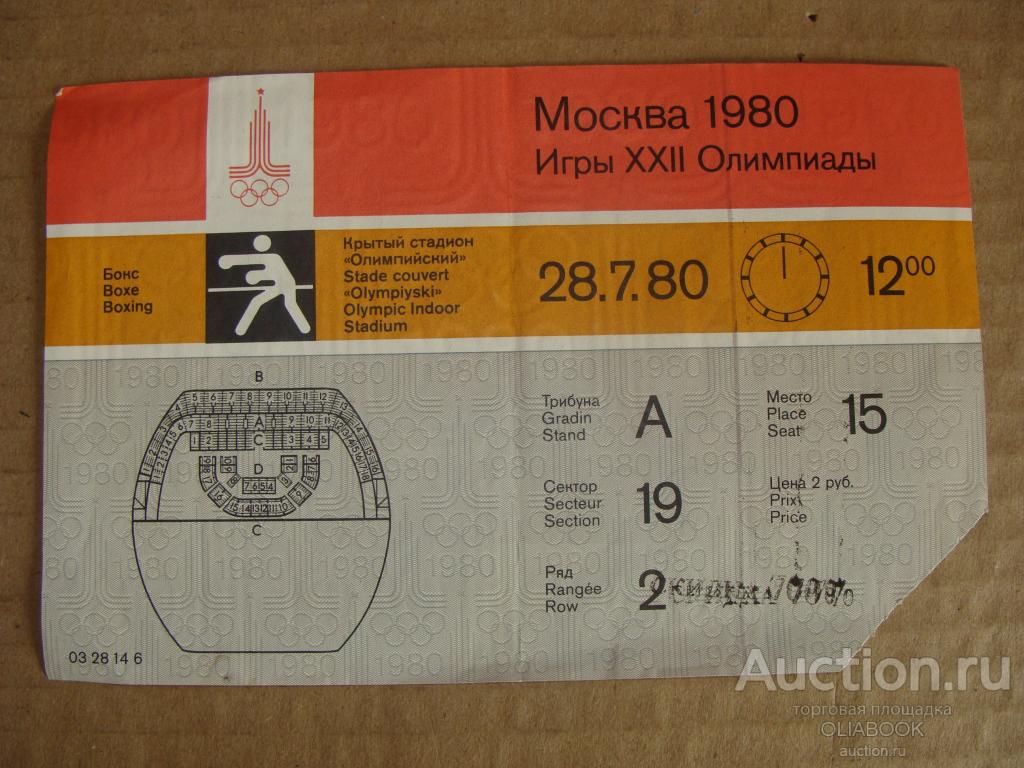 Москва 1980
Игры XXII Олимпиады
Бокс
Boxe
Boxing
Крытый стадион
«Олимпийский»
Stade couvert
«Olympiyski»
Olympic Indoor
Stadium
28.7.80
12⁰⁰
B
A
C
D
C
Трибуна
Gradin
Stand
A
Место
Place
Seat
15
Сектор
Secteur
Section
19
Цена 2 руб.
Prix
Price
Ряд
Rangée
Row
2
03 28 14 6
Auction.ru
торговая площадка
OLIABOOK
auction.ru